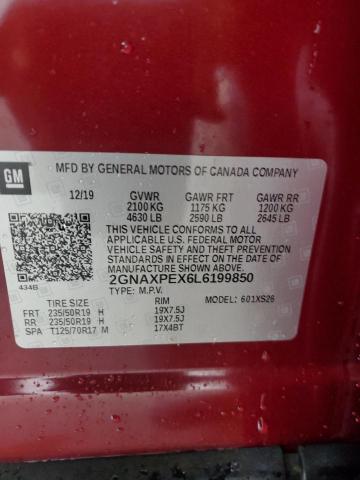 GM
MFD BY GENERAL MOTORS OF CANADA COMPANY
12/19 GVWR GAWR FRT GAWR RR
2100 KG 1175 KG 1200 KG
4630 LB 2590 LB 2645 LB
THIS VEHICLE CONFORMS TO ALL
APPLICABLE U.S. FEDERAL MOTOR
VEHICLE SAFETY AND THEFT PREVENTION
STANDARDS IN EFFECT ON THE DATE OF
MANUFACTURE SHOWN ABOVE.
434B 2GNAXPEX6L6199850
TYPE: M.P.V. MODEL: 601XS26
TIRE SIZE RIM
FRT 235/50R19 H 19X7.5J
RR 235/50R19 H 19X7.5J
SPA T125/70R17 M 17X4BT